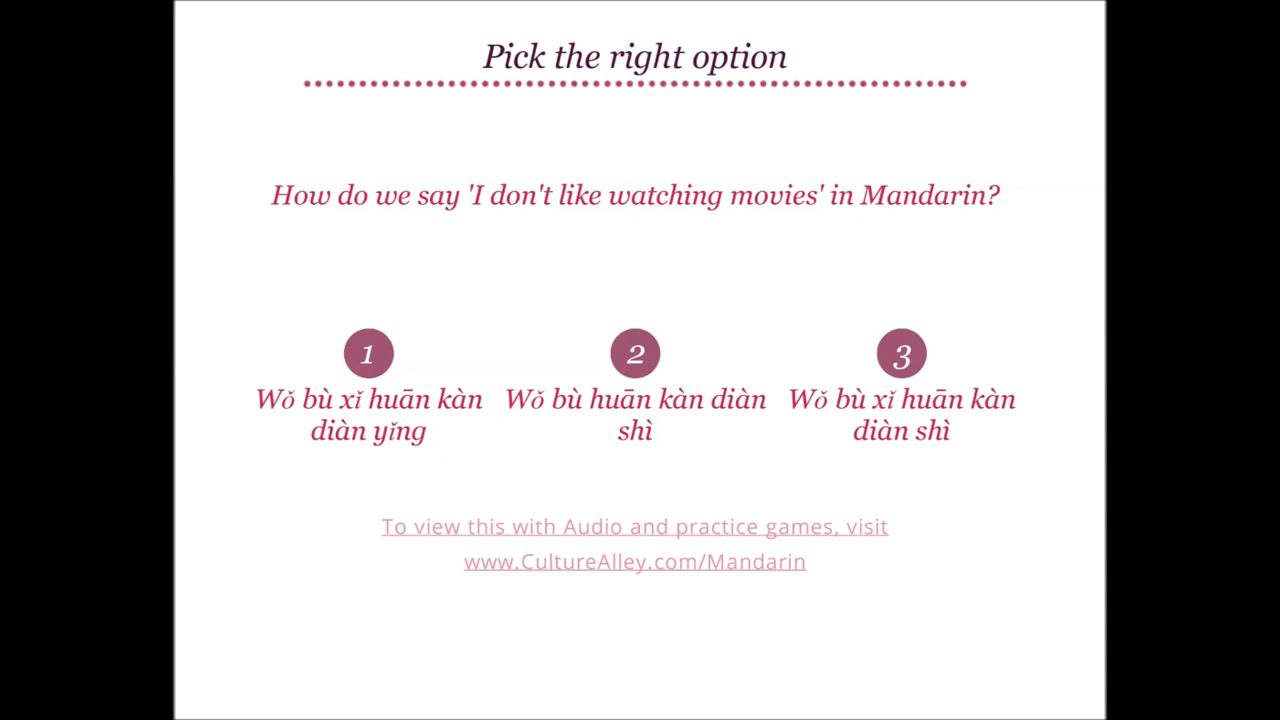 Pick the right option
How do we say 'I don't like watching movies' in Mandarin?
1
Wǒ bù xǐ huān kàn
diàn yǐng
2
Wǒ bù huān kàn diàn
shì
3
Wǒ bù xǐ huān kàn
diàn shì
To view this with Audio and practice games, visit
www.CultureAlley.com/Mandarin